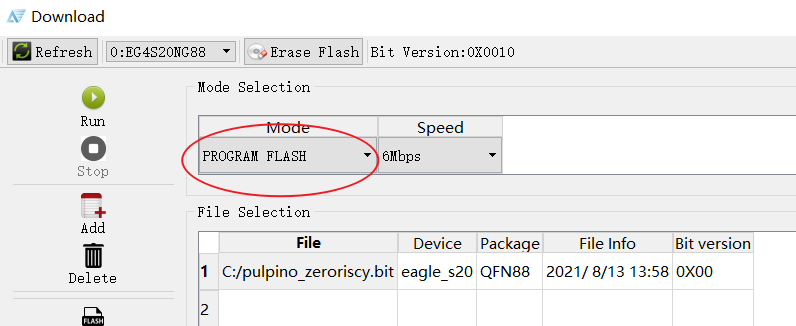 Download
Refresh 0:EG4S20NG88 Erase Flash Bit Version:0X0010
Mode Selection
Run
Mode Speed
PROGRAM FLASH 6Mbps
Stop
File Selection
Add
File Device Package File Info Bit version
1 C:/pulpino_zeroriscy.bit eagle_s20 QFN88 2021/ 8/13 13:58 0X00
Delete
2
FLASH